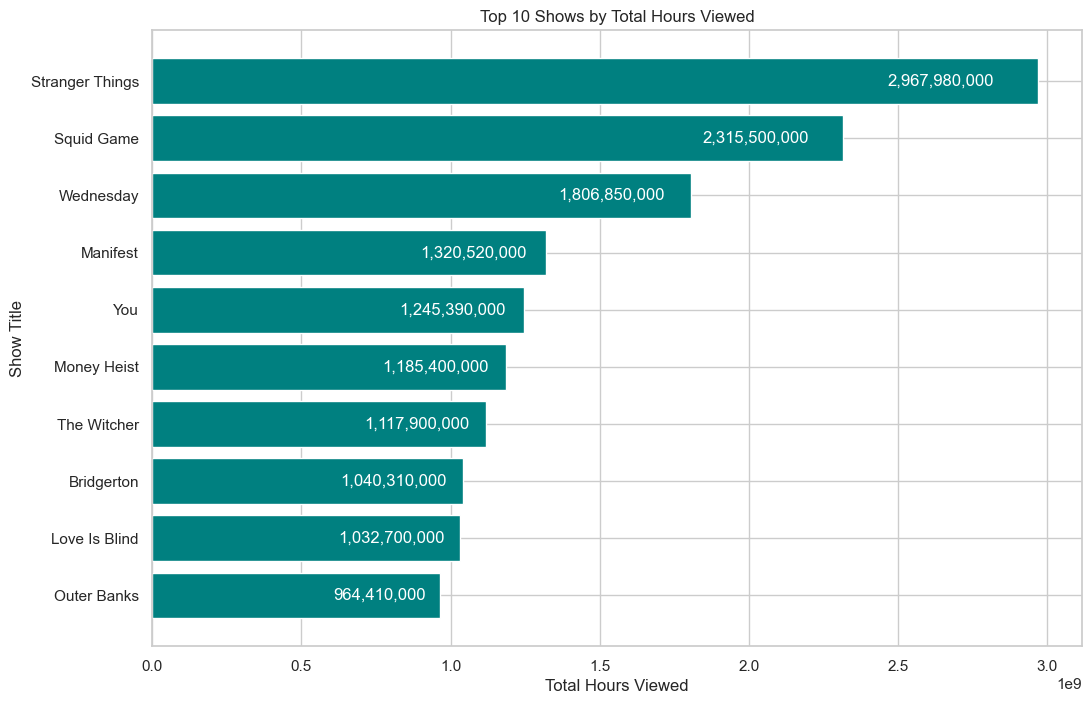 Top 10 Shows by Total Hours Viewed
Stranger Things 2,967,980,000
Squid Game 2,315,500,000
Wednesday 1,806,850,000
Manifest 1,320,520,000
You 1,245,390,000
Money Heist 1,185,400,000
The Witcher 1,117,900,000
Bridgerton 1,040,310,000
Love Is Blind 1,032,700,000
Outer Banks 964,410,000
Show Title
0.0 0.5 1.0 1.5 2.0 2.5 3.0
Total Hours Viewed
1e9